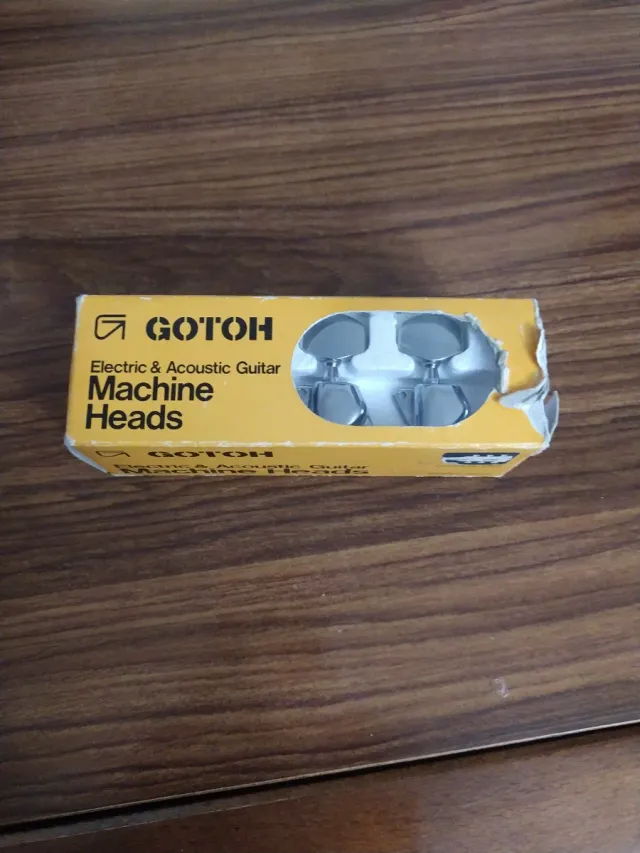 GOTOH
Electric & Acoustic Guitar
Machine
Heads
GOTOH
Electric & Acoustic Guitar
Machine Heads